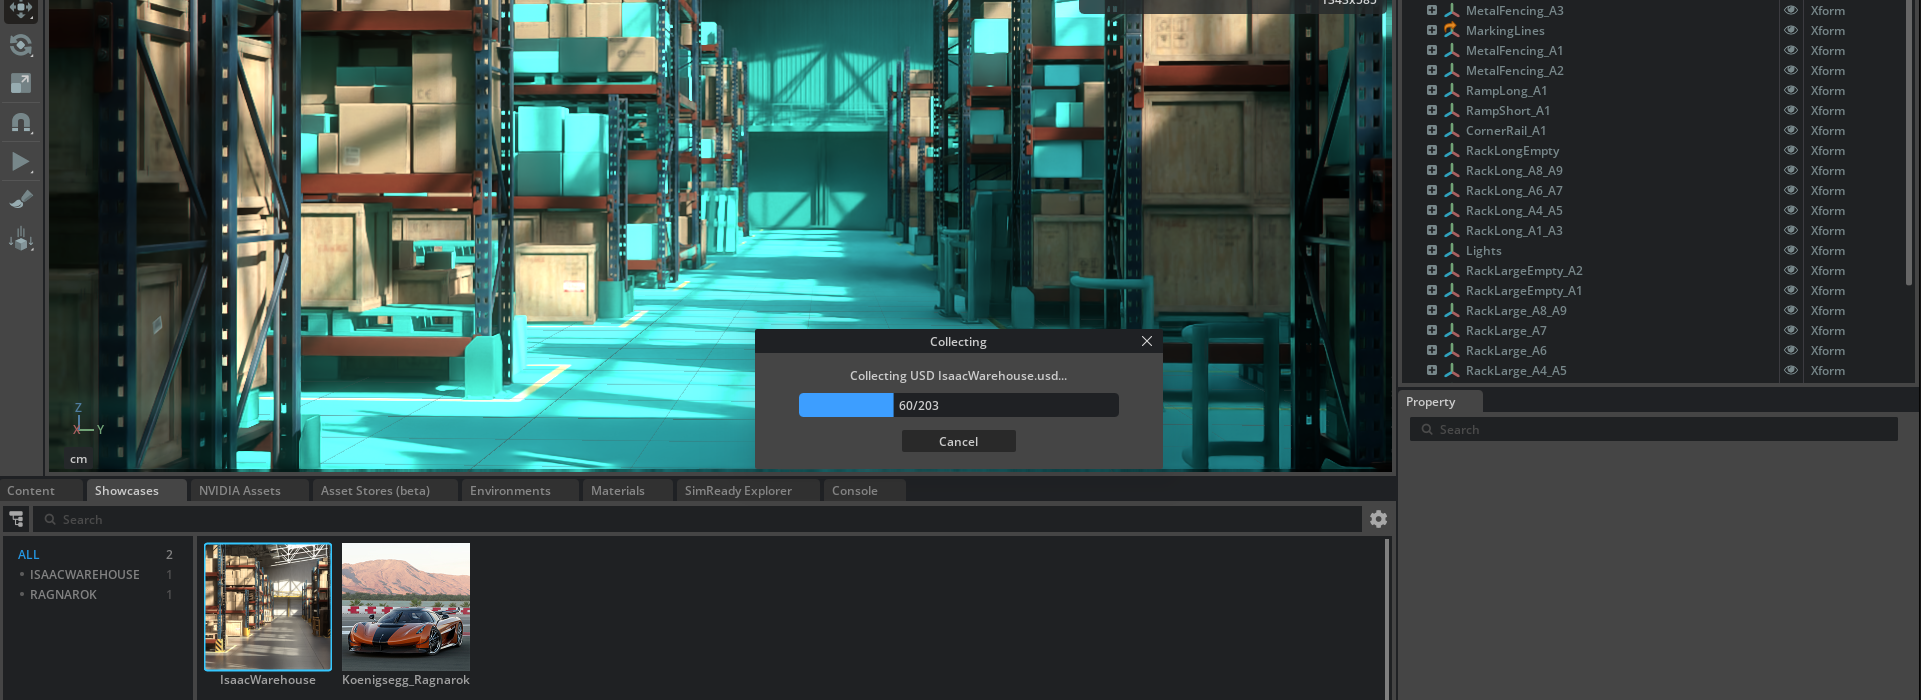 1343x585
MetalFencing_A3 Xform
MarkingLines Xform
MetalFencing_A1 Xform
MetalFencing_A2 Xform
RampLong_A1 Xform
RampShort_A1 Xform
CornerRail_A1 Xform
RackLongEmpty Xform
RackLong_A8_A9 Xform
RackLong_A6_A7 Xform
RackLong_A4_A5 Xform
RackLong_A1_A3 Xform
Lights Xform
RackLargeEmpty_A2 Xform
RackLargeEmpty_A1 Xform
RackLarge_A8_A9 Xform
RackLarge_A7 Xform
RackLarge_A6 Xform
RackLarge_A4_A5 Xform
Collecting
Collecting USD IsaacWarehouse.usd...
60/203
Cancel
Z
X Y
cm
Property
Search
Content Showcases NVIDIA Assets Asset Stores (beta) Environments Materials SimReady Explorer Console
Search
ALL 2
ISAACWAREHOUSE 1
RAGNAROK 1
IsaacWarehouse Koenigsegg_Ragnarok